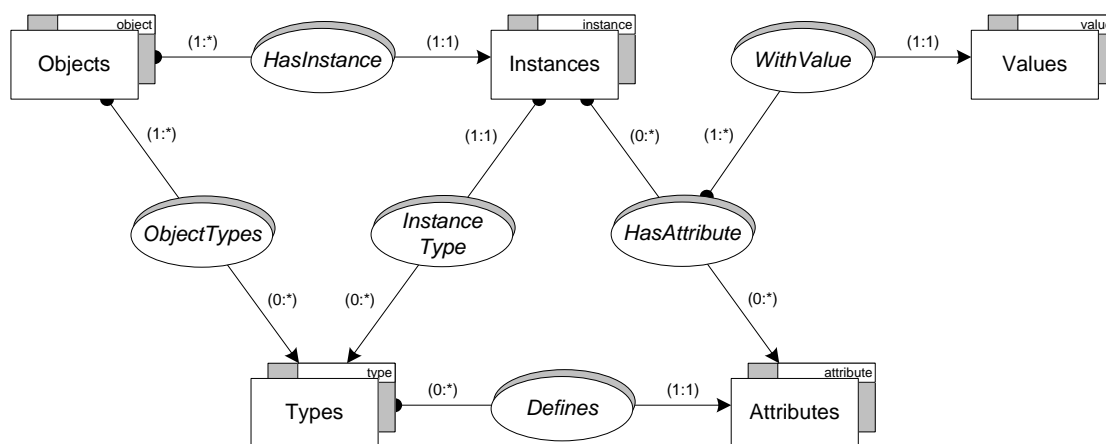 object
instance
value
(1:*)
(1:1)
(1:1)
Objects
HasInstance
Instances
WithValue
Values
(1:*)
(1:1)
(0:*)
(1:*)
ObjectTypes
Instance
Type
HasAttribute
(0:*)
(0:*)
(0:*)
type
attribute
(0:*)
(1:1)
Types
Defines
Attributes